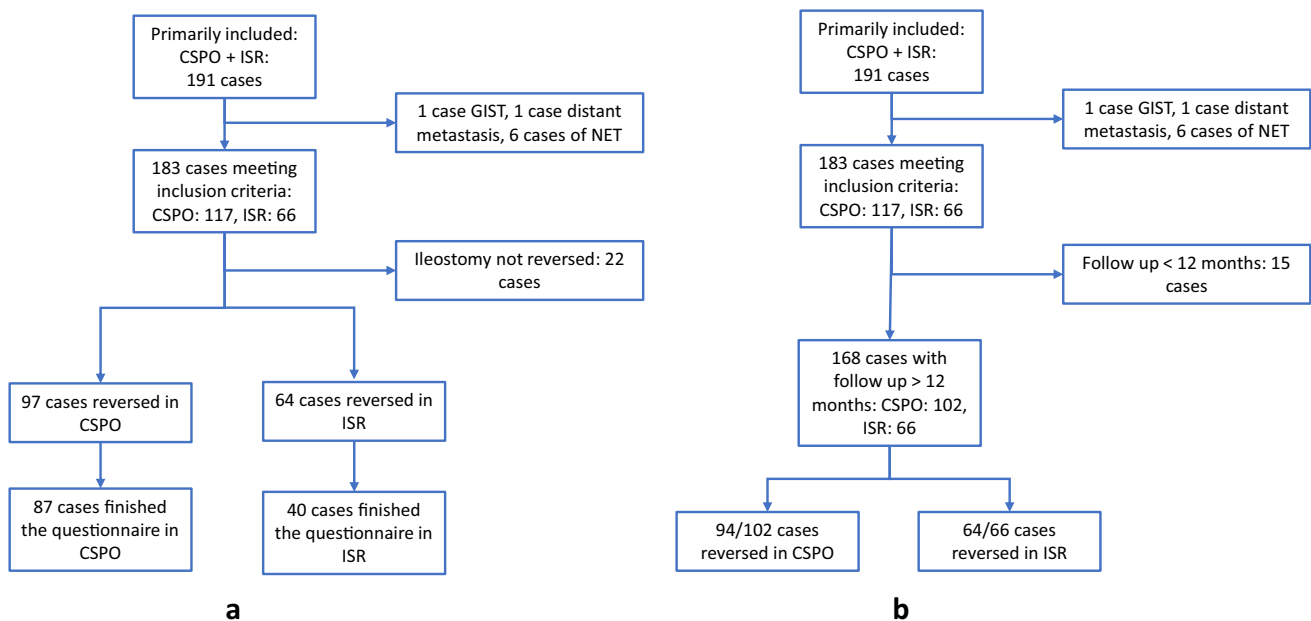 Primarily included:
CSPO + ISR:
191 cases
1 case GIST, 1 case distant
metastasis, 6 cases of NET
183 cases meeting
inclusion criteria:
CSPO: 117, ISR: 66
Ileostomy not reversed: 22
cases
97 cases reversed in
CSPO
64 cases reversed in
ISR
87 cases finished
the questionnaire in
CSPO
40 cases finished
the questionnaire in
ISR
a
Primarily included:
CSPO + ISR:
191 cases
1 case GIST, 1 case distant
metastasis, 6 cases of NET
183 cases meeting
inclusion criteria:
CSPO: 117, ISR: 66
Follow up < 12 months: 15
cases
168 cases with
follow up > 12
months: CSPO: 102,
ISR: 66
94/102 cases
reversed in CSPO
64/66 cases
reversed in ISR
b